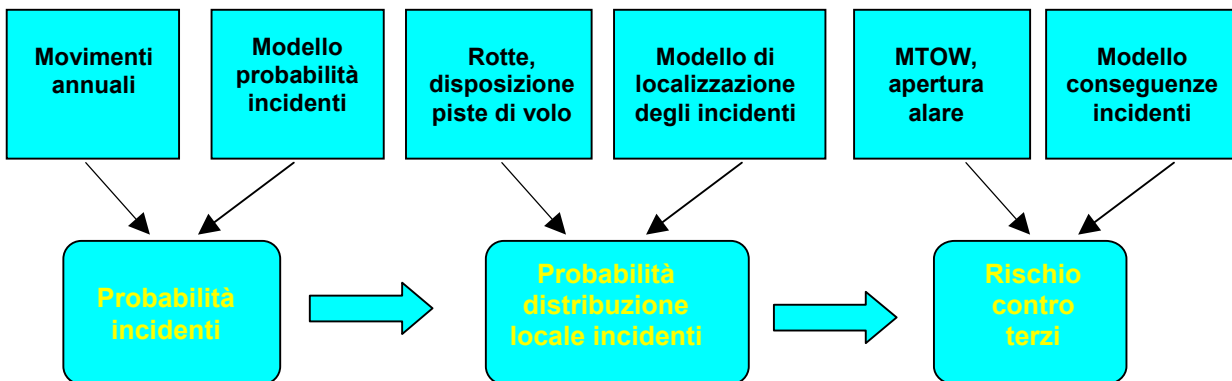 Movimenti
annuali
Modello
probabilità
incidenti
Rotte,
disposizione
piste di volo
Modello di
localizzazione
degli incidenti
MTOW,
apertura
alare
Modello
conseguenze
incidenti
Probabilità
incidenti
Probabilità
distribuzione
locale incidenti
Rischio
contro
terzi